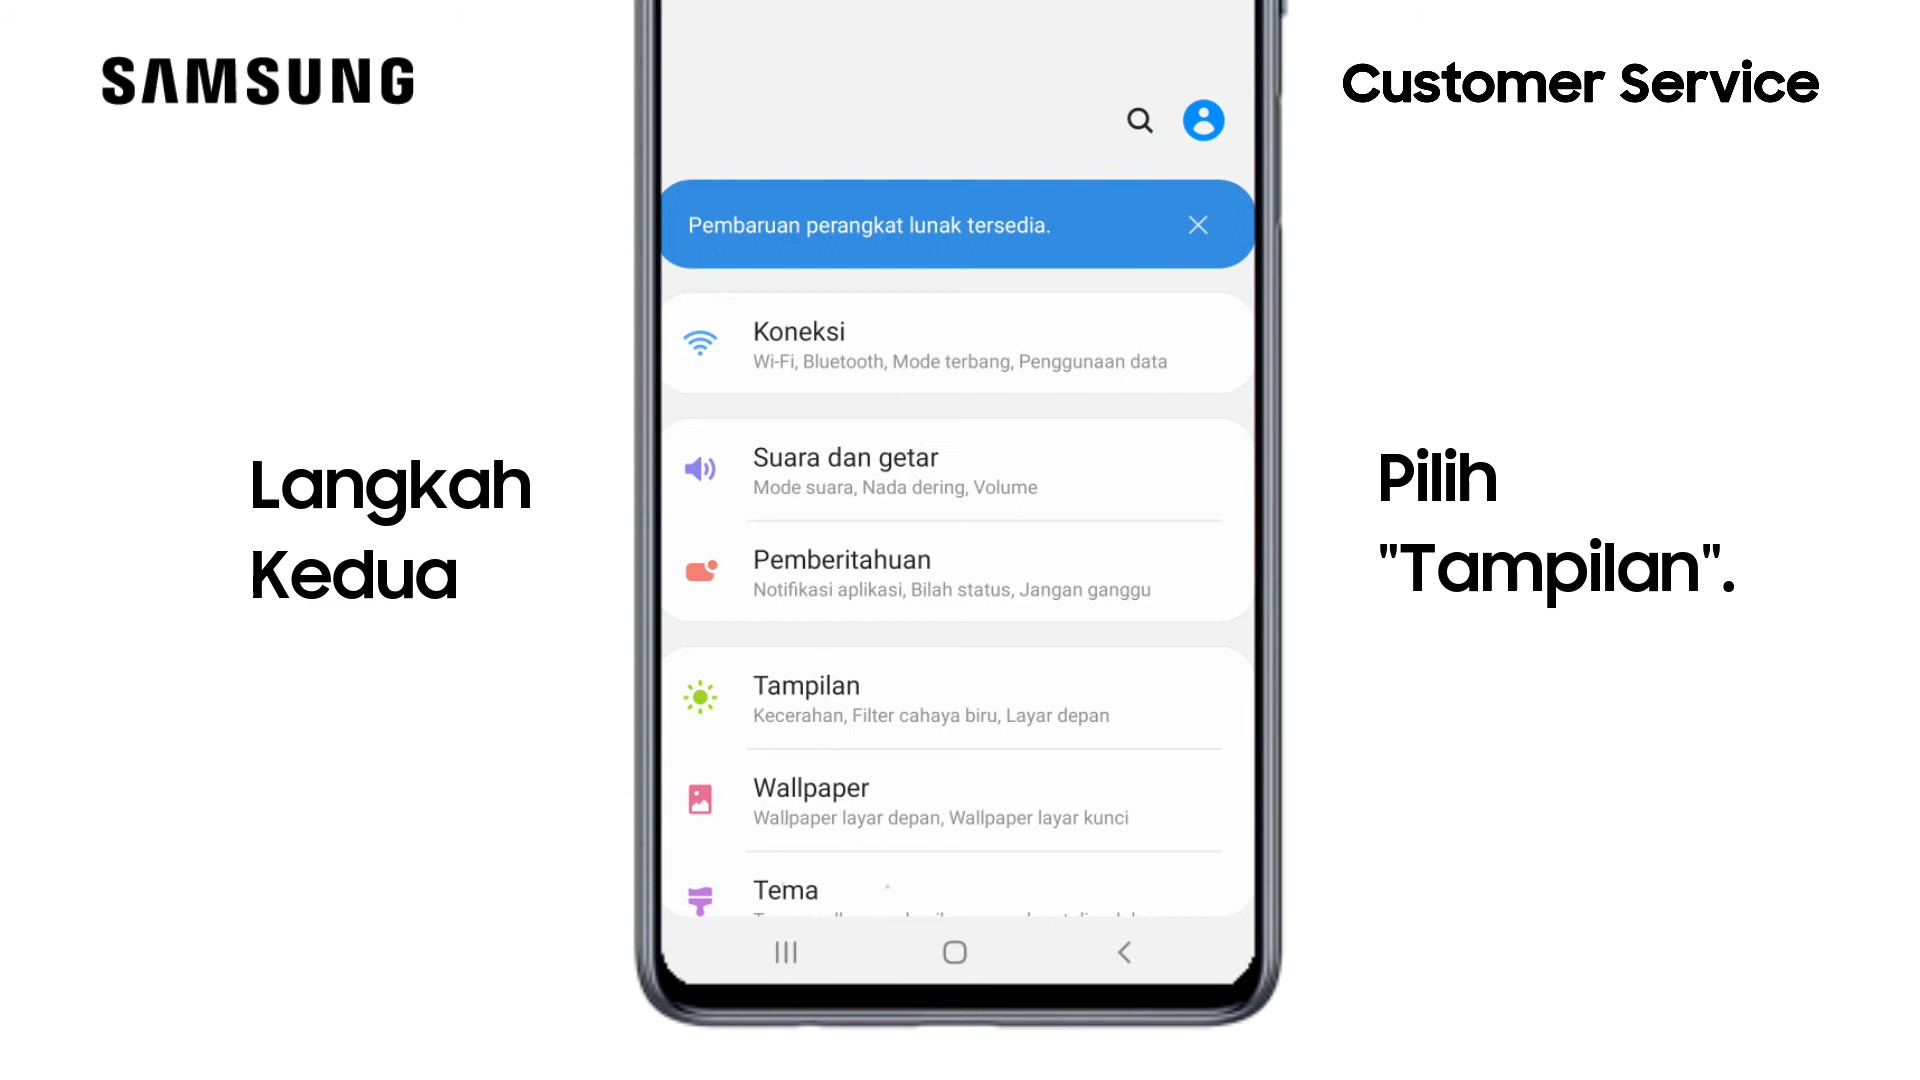 SAMSUNG
Customer Service
Langkah
Kedua
Pembaruan perangkat lunak tersedia.
Koneksi
Wi-Fi, Bluetooth, Mode terbang, Penggunaan data
Suara dan getar
Mode suara, Nada dering, Volume
Pemberitahuan
Notifikasi aplikasi, Bilah status, Jangan ganggu
Tampilan
Kecerahan, Filter cahaya biru, Layar depan
Wallpaper
Wallpaper layar depan, Wallpaper layar kunci
Tema
Pilih
"Tampilan".